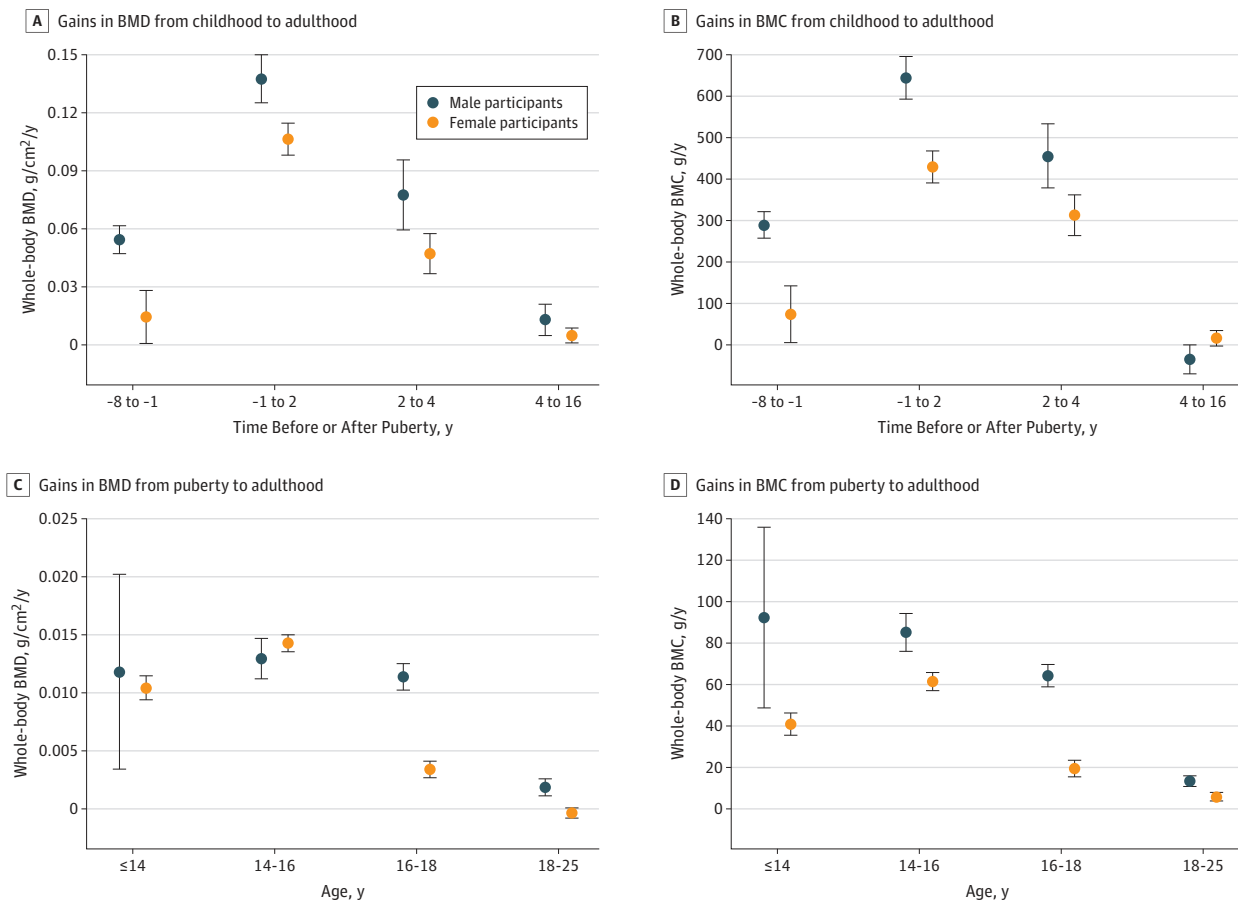 A Gains in BMD from childhood to adulthood
0.15
0.12
0.09
0.06
0.03
0
Whole-body BMD, g/cm²/y
Male participants
Female participants
-8 to -1 -1 to 2 2 to 4 4 to 16
Time Before or After Puberty, y
B Gains in BMC from childhood to adulthood
700
600
500
400
300
200
100
0
Whole-body BMC, g/y
-8 to -1 -1 to 2 2 to 4 4 to 16
Time Before or After Puberty, y
C Gains in BMD from puberty to adulthood
0.025
0.020
0.015
0.010
0.005
0
Whole-body BMD, g/cm²/y
≤14 14-16 16-18 18-25
Age, y
D Gains in BMC from puberty to adulthood
140
120
100
80
60
40
20
0
Whole-body BMC, g/y
≤14 14-16 16-18 18-25
Age, y